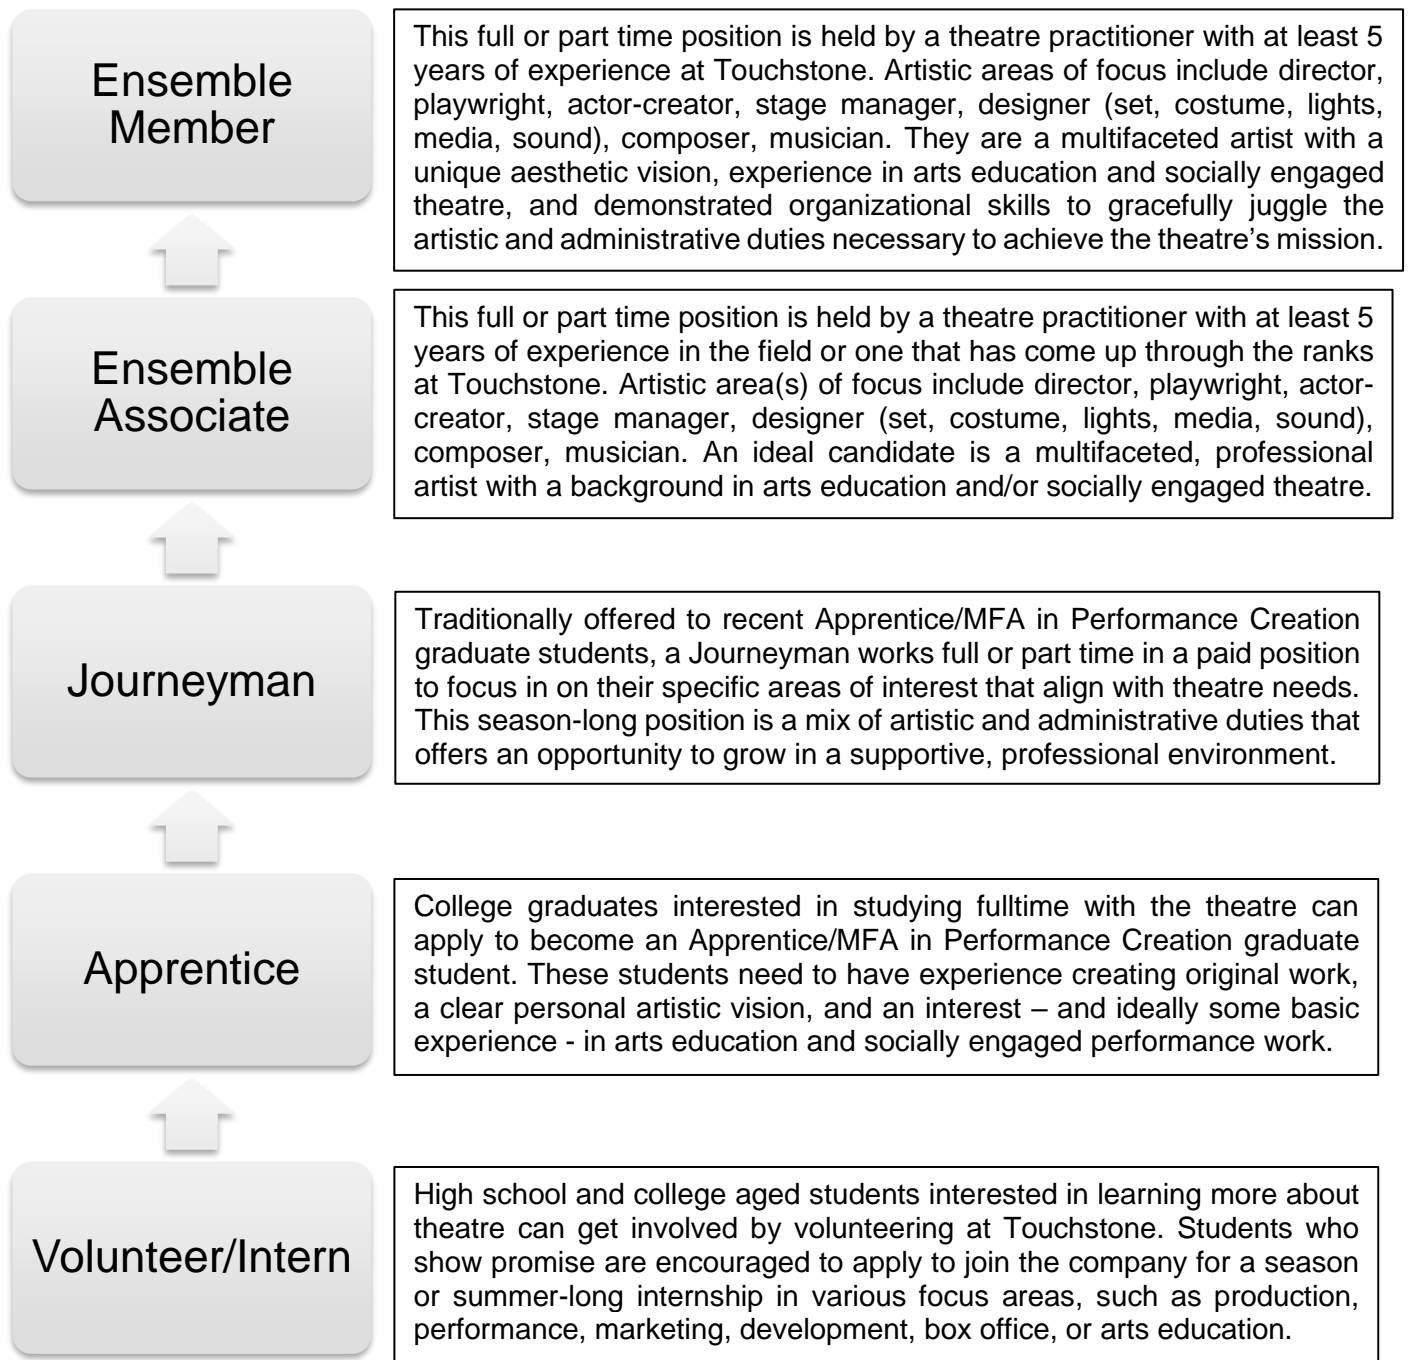 Ensemble
Member
This full or part time position is held by a theatre practitioner with at least 5
years of experience at Touchstone. Artistic areas of focus include director,
playwright, actor-creator, stage manager, designer (set, costume, lights,
media, sound), composer, musician. They are a multifaceted artist with a
unique aesthetic vision, experience in arts education and socially engaged
theatre, and demonstrated organizational skills to gracefully juggle the
artistic and administrative duties necessary to achieve the theatre’s mission.
Ensemble
Associate
This full or part time position is held by a theatre practitioner with at least 5
years of experience in the field or one that has come up through the ranks
at Touchstone. Artistic area(s) of focus include director, playwright, actor-
creator, stage manager, designer (set, costume, lights, media, sound),
composer, musician. An ideal candidate is a multifaceted, professional
artist with a background in arts education and/or socially engaged theatre.
Journeyman
Traditionally offered to recent Apprentice/MFA in Performance Creation
graduate students, a Journeyman works full or part time in a paid position
to focus in on their specific areas of interest that align with theatre needs.
This season-long position is a mix of artistic and administrative duties that
offers an opportunity to grow in a supportive, professional environment.
Apprentice
College graduates interested in studying fulltime with the theatre can
apply to become an Apprentice/MFA in Performance Creation graduate
student. These students need to have experience creating original work,
a clear personal artistic vision, and an interest – and ideally some basic
experience - in arts education and socially engaged performance work.
Volunteer/Intern
High school and college aged students interested in learning more about
theatre can get involved by volunteering at Touchstone. Students who
show promise are encouraged to apply to join the company for a season
or summer-long internship in various focus areas, such as production,
performance, marketing, development, box office, or arts education.